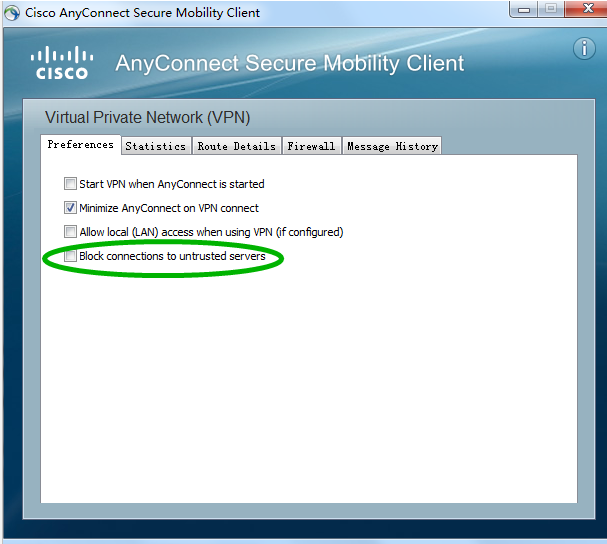 Cisco AnyConnect Secure Mobility Client
CISCO
AnyConnect Secure Mobility Client
Virtual Private Network (VPN)
Preferences Statistics Route Details Firewall Message History
Start VPN when AnyConnect is started
Minimize AnyConnect on VPN connect
Allow local (LAN) access when using VPN (if configured)
Block connections to untrusted servers